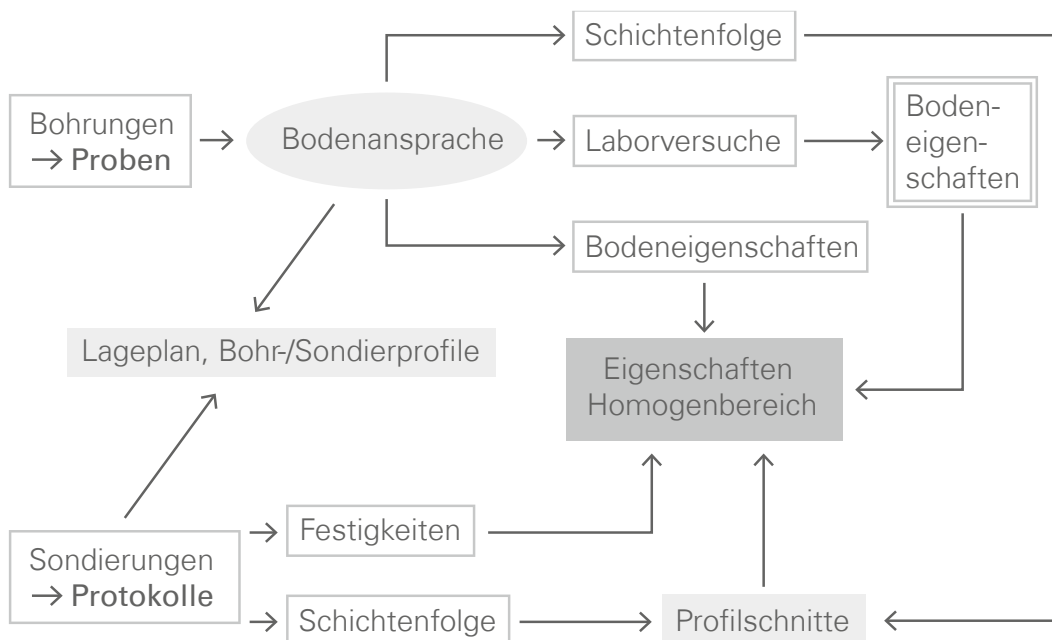 Schichtenfolge
Bohrungen
→ Proben
Bodenansprache
Laborversuche
Boden-
eigen-
schaften
Bodeneigenschaften
Lageplan, Bohr-/Sondierprofile
Eigenschaften
Homogenbereich
Festigkeiten
Sondierungen
→ Protokolle
Schichtenfolge
Profilschnitte